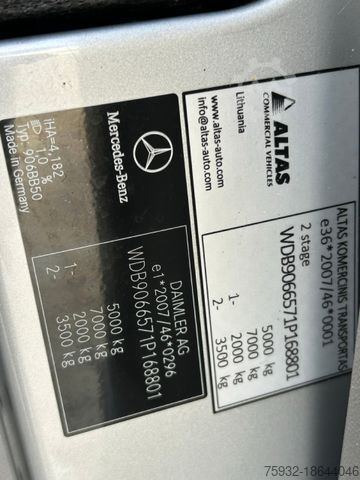 ALTAS
COMMERCIAL VEHICLES
Lithuania
www.altas-auto.com
info@altas-auto.com
ALTAS KOMERCINIS TRANSPORTAS
e36*2007/46*0001
2 stage
WDB9066571P168801
5000 kg
7000 kg
1- 2000 kg
2- 3500 kg
Mercedes-Benz
iHA=4,182
1,0 %
Typ: 906BB50
Made in Germany
DAIMLER AG
e1*2007/46*0296
WDB9066571P168801
5000 kg
7000 kg
1- 2000 kg
2- 3500 kg
75932-18644046